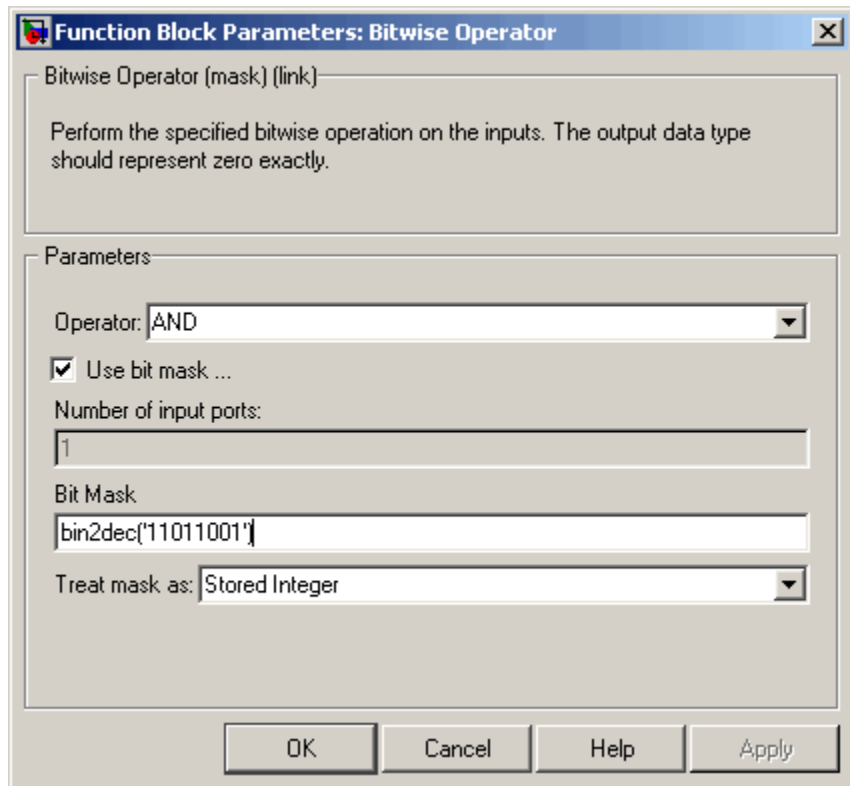 Function Block Parameters: Bitwise Operator
Bitwise Operator (mask) (link)
Perform the specified bitwise operation on the inputs. The output data type
should represent zero exactly.
Parameters
Operator: AND
Use bit mask ...
Number of input ports:
1
Bit Mask
bin2dec('11011001')
Treat mask as: Stored Integer
OK Cancel Help Apply